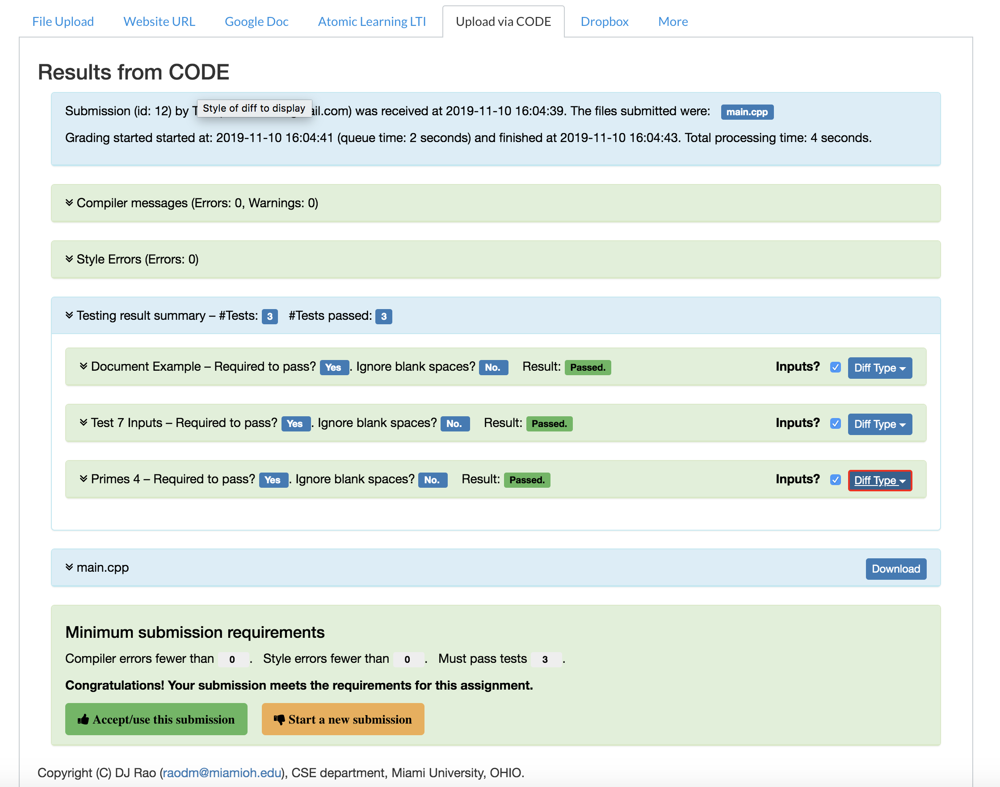 File Upload Website URL Google Doc Atomic Learning LTI Upload via CODE Dropbox More
Results from CODE
Submission (id: 12) by Style of diff to display ail.com) was received at 2019-11-10 16:04:39. The files submitted were: main.cpp
Grading started started at: 2019-11-10 16:04:41 (queue time: 2 seconds) and finished at 2019-11-10 16:04:43. Total processing time: 4 seconds.
Compiler messages (Errors: 0, Warnings: 0)
Style Errors (Errors: 0)
Testing result summary – #Tests: 3 #Tests passed: 3
Document Example – Required to pass? Yes . Ignore blank spaces? No. Result: Passed. Inputs? Diff Type
Test 7 Inputs – Required to pass? Yes . Ignore blank spaces? No. Result: Passed. Inputs? Diff Type
Primes 4 – Required to pass? Yes . Ignore blank spaces? No. Result: Passed. Inputs? Diff Type
main.cpp Download
Minimum submission requirements
Compiler errors fewer than 0 . Style errors fewer than 0 . Must pass tests 3 .
Congratulations! Your submission meets the requirements for this assignment.
Accept/use this submission Start a new submission
Copyright (C) DJ Rao (raodm@miamioh.edu), CSE department, Miami University, OHIO.